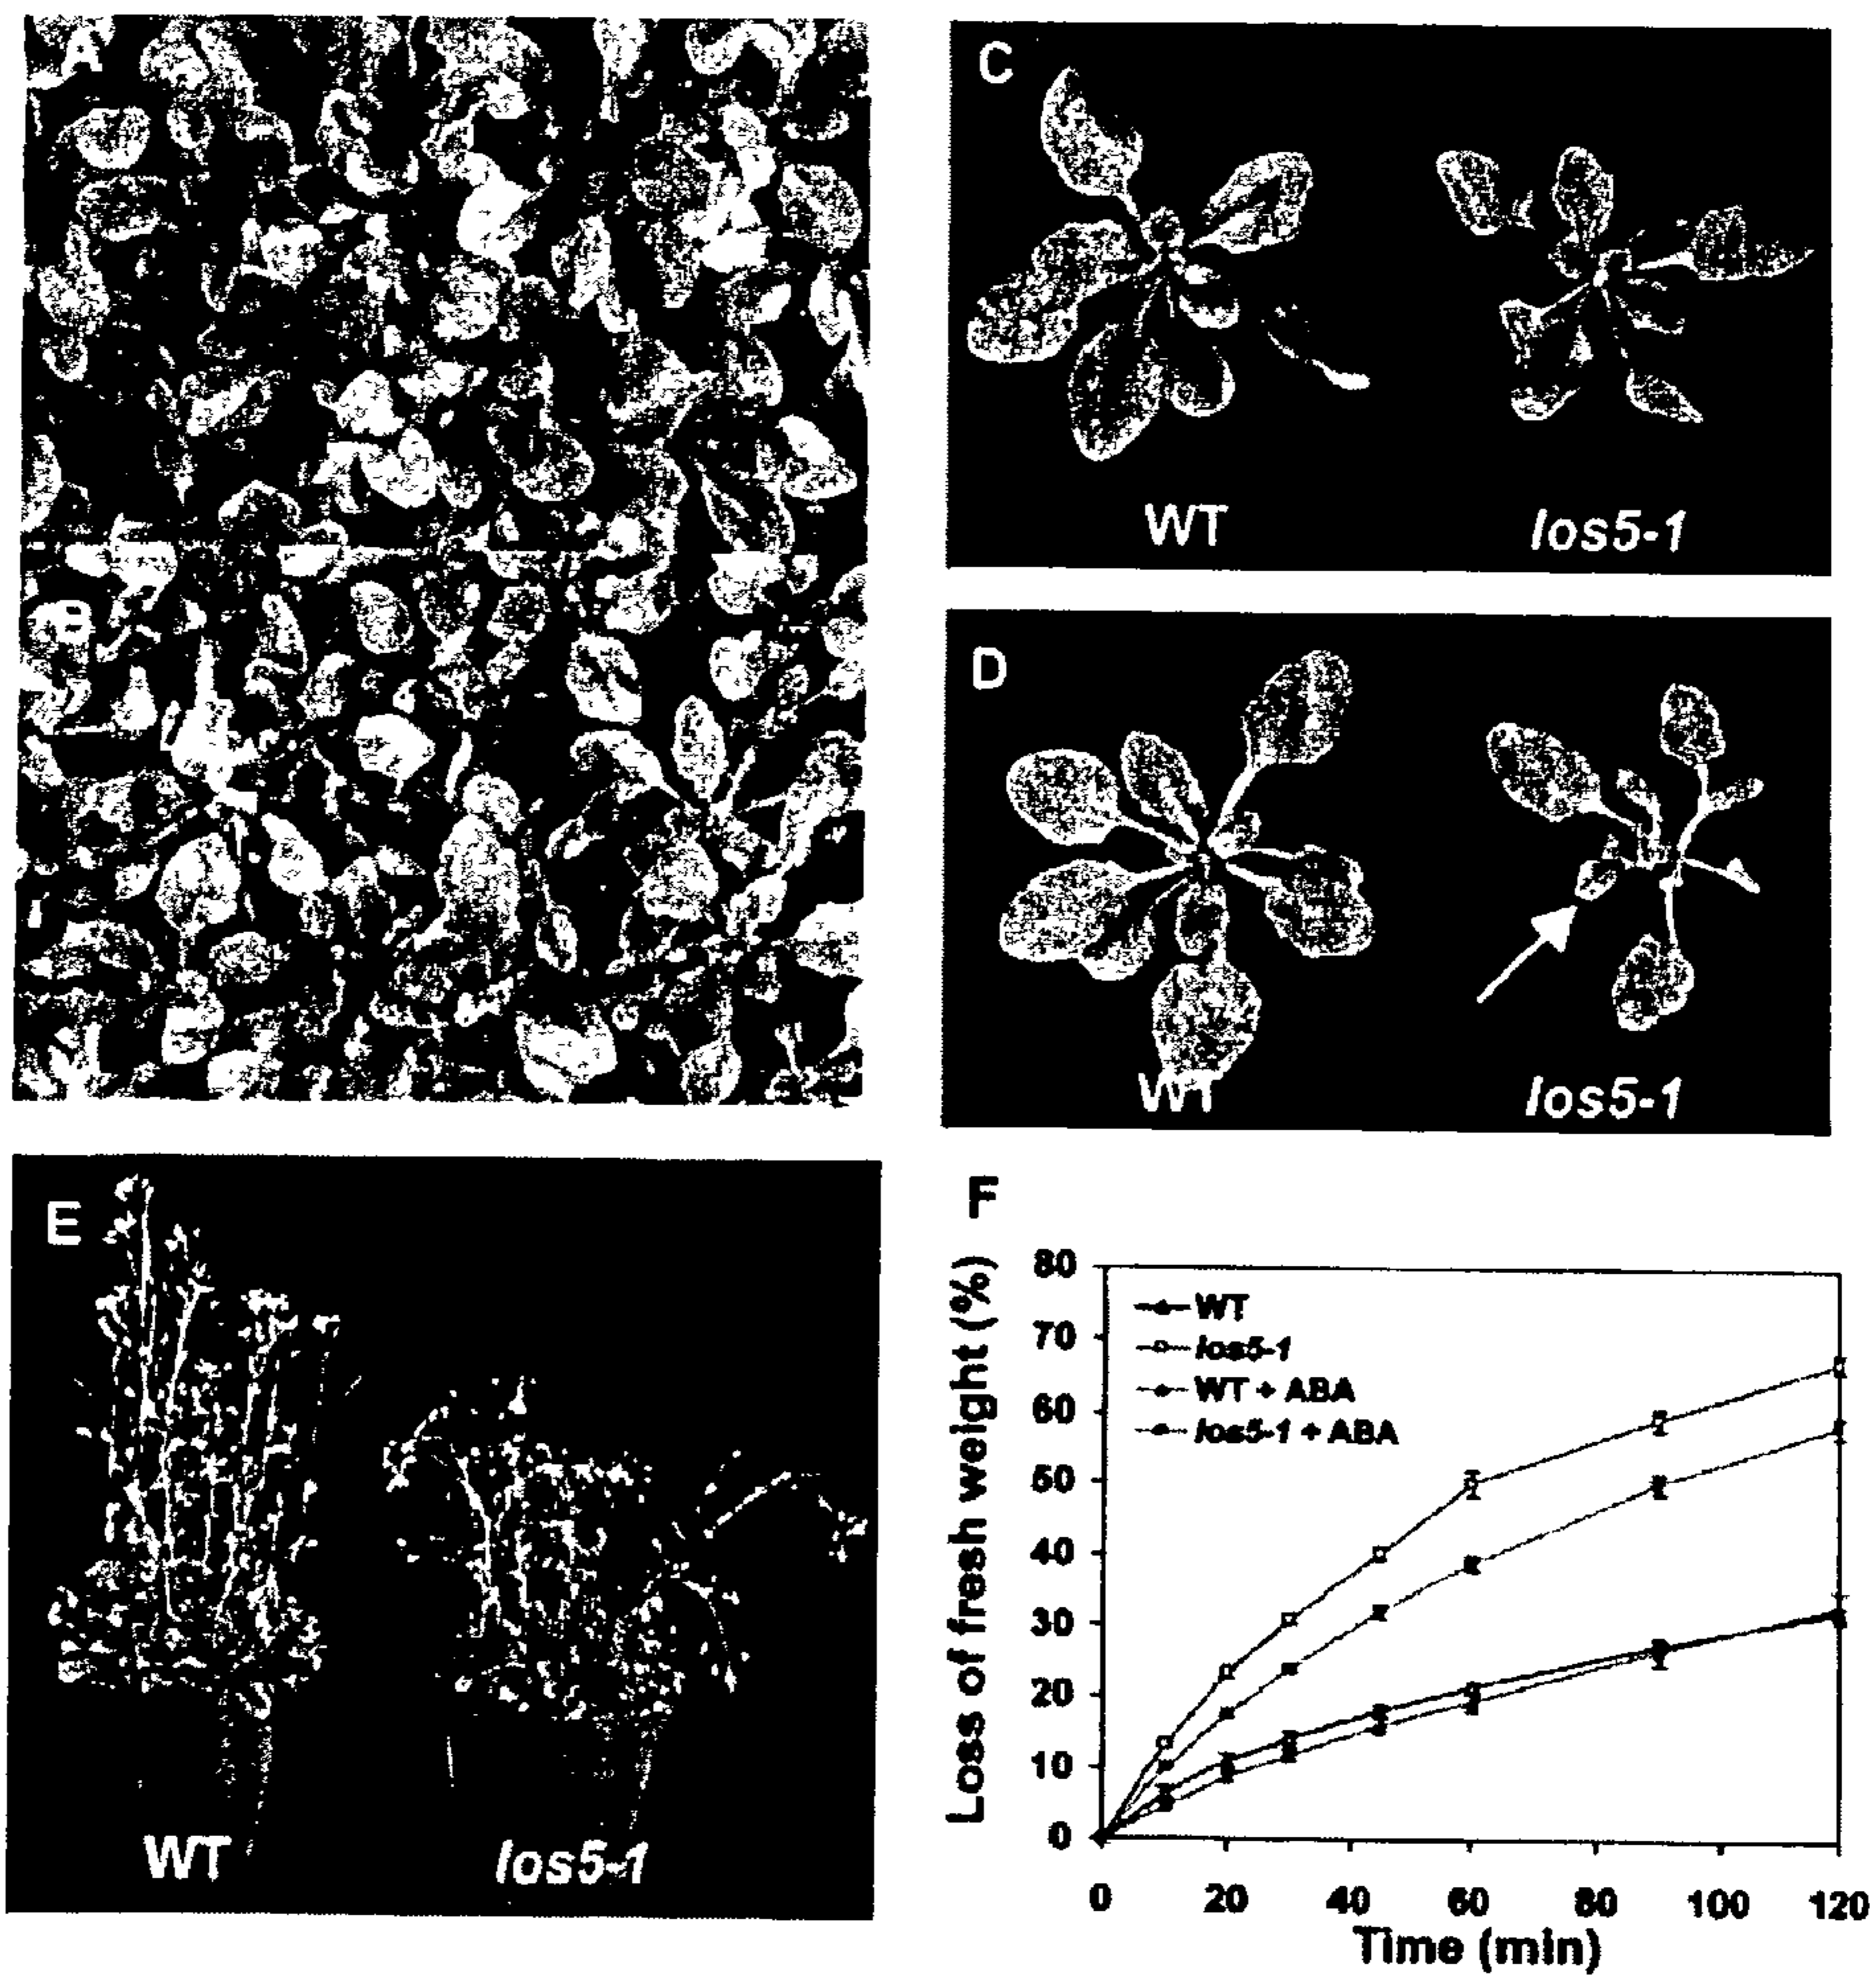 A
C
WT los5-1
B
D
WT los5-1
E
WT los5-1
F
Loss of fresh weight (%)
80
70
60
50
40
30
20
10
0
WT
los5-1
WT + ABA
los5-1 + ABA
0 20 40 60 80 100 120
Time (min)